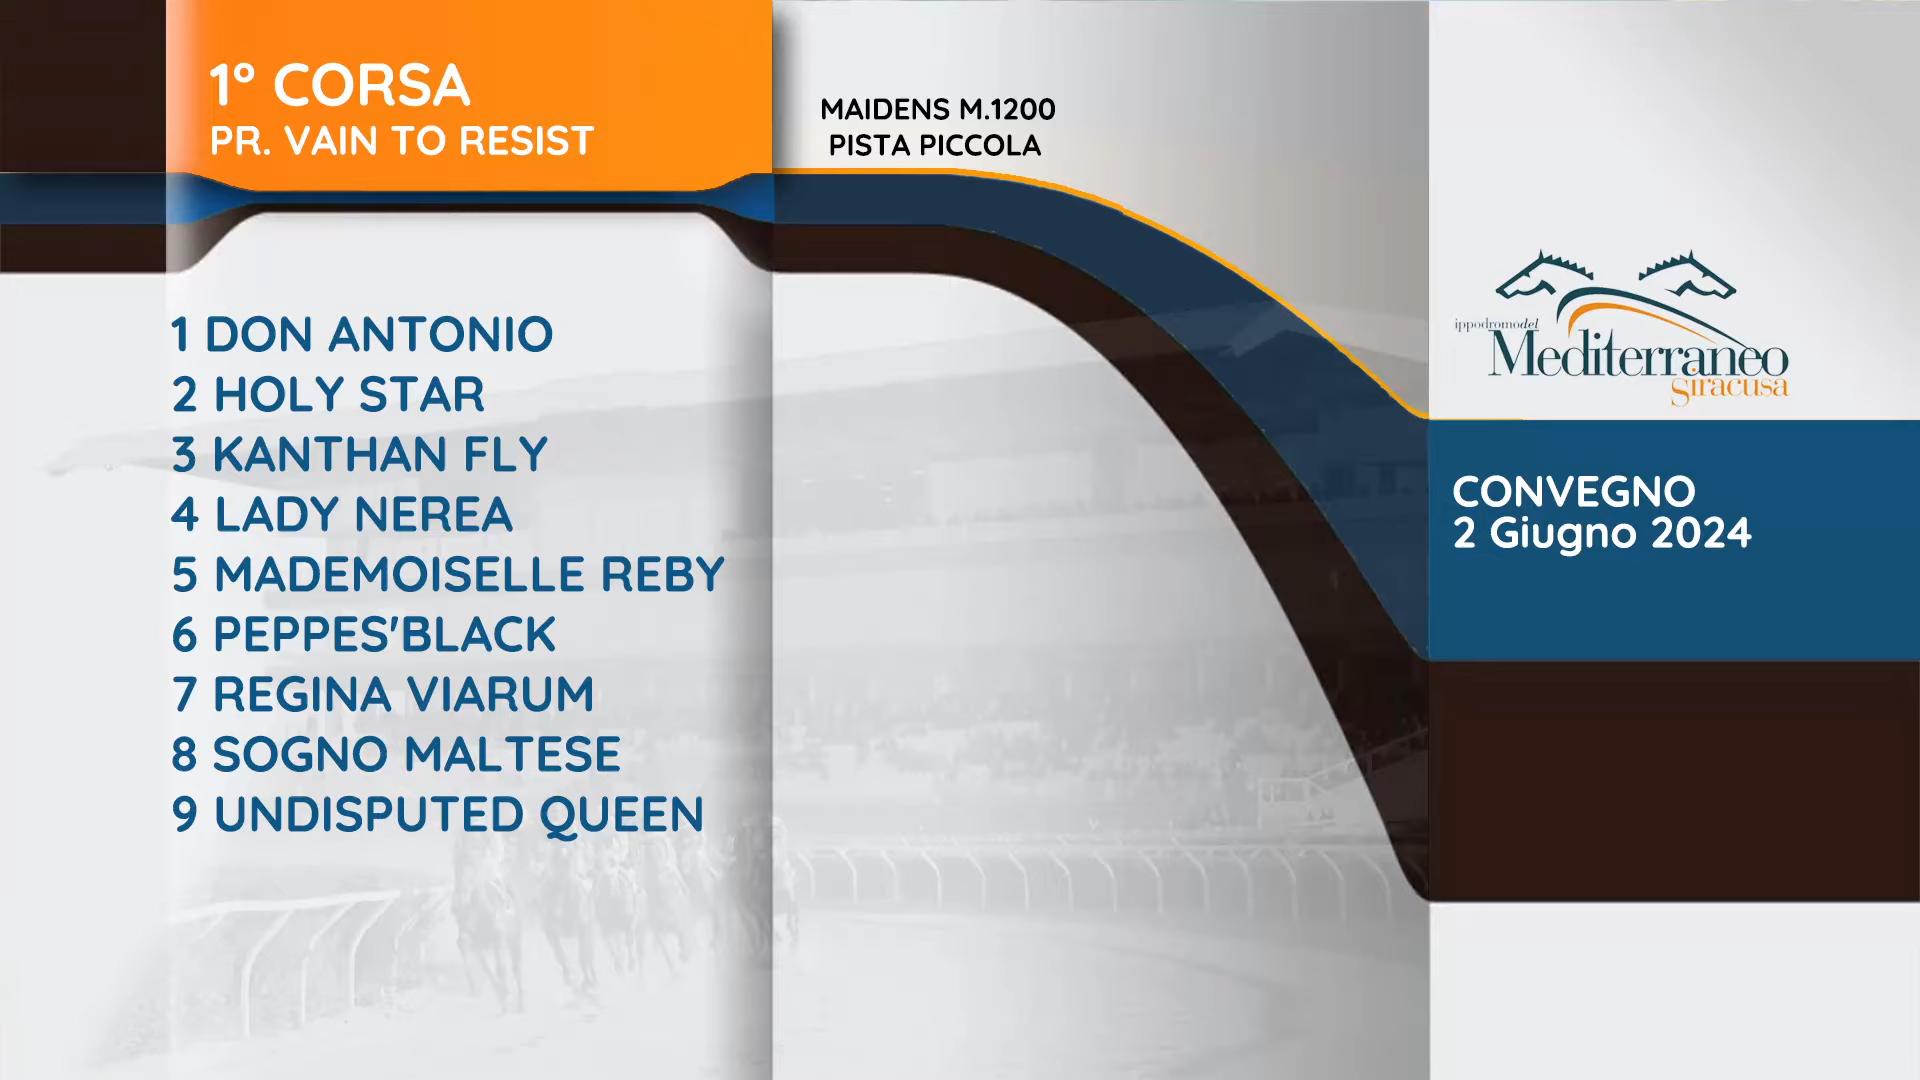 1° CORSA
PR. VAIN TO RESIST
MAIDENS M.1200
PISTA PICCOLA
1 DON ANTONIO
2 HOLY STAR
3 KANTHAN FLY
4 LADY NEREA
5 MADEMOISELLE REBY
6 PEPPES'BLACK
7 REGINA VIARUM
8 SOGNO MALTESE
9 UNDISPUTED QUEEN
ippodromodel
Mediterraneo
Siracusa
CONVEGNO
2 Giugno 2024